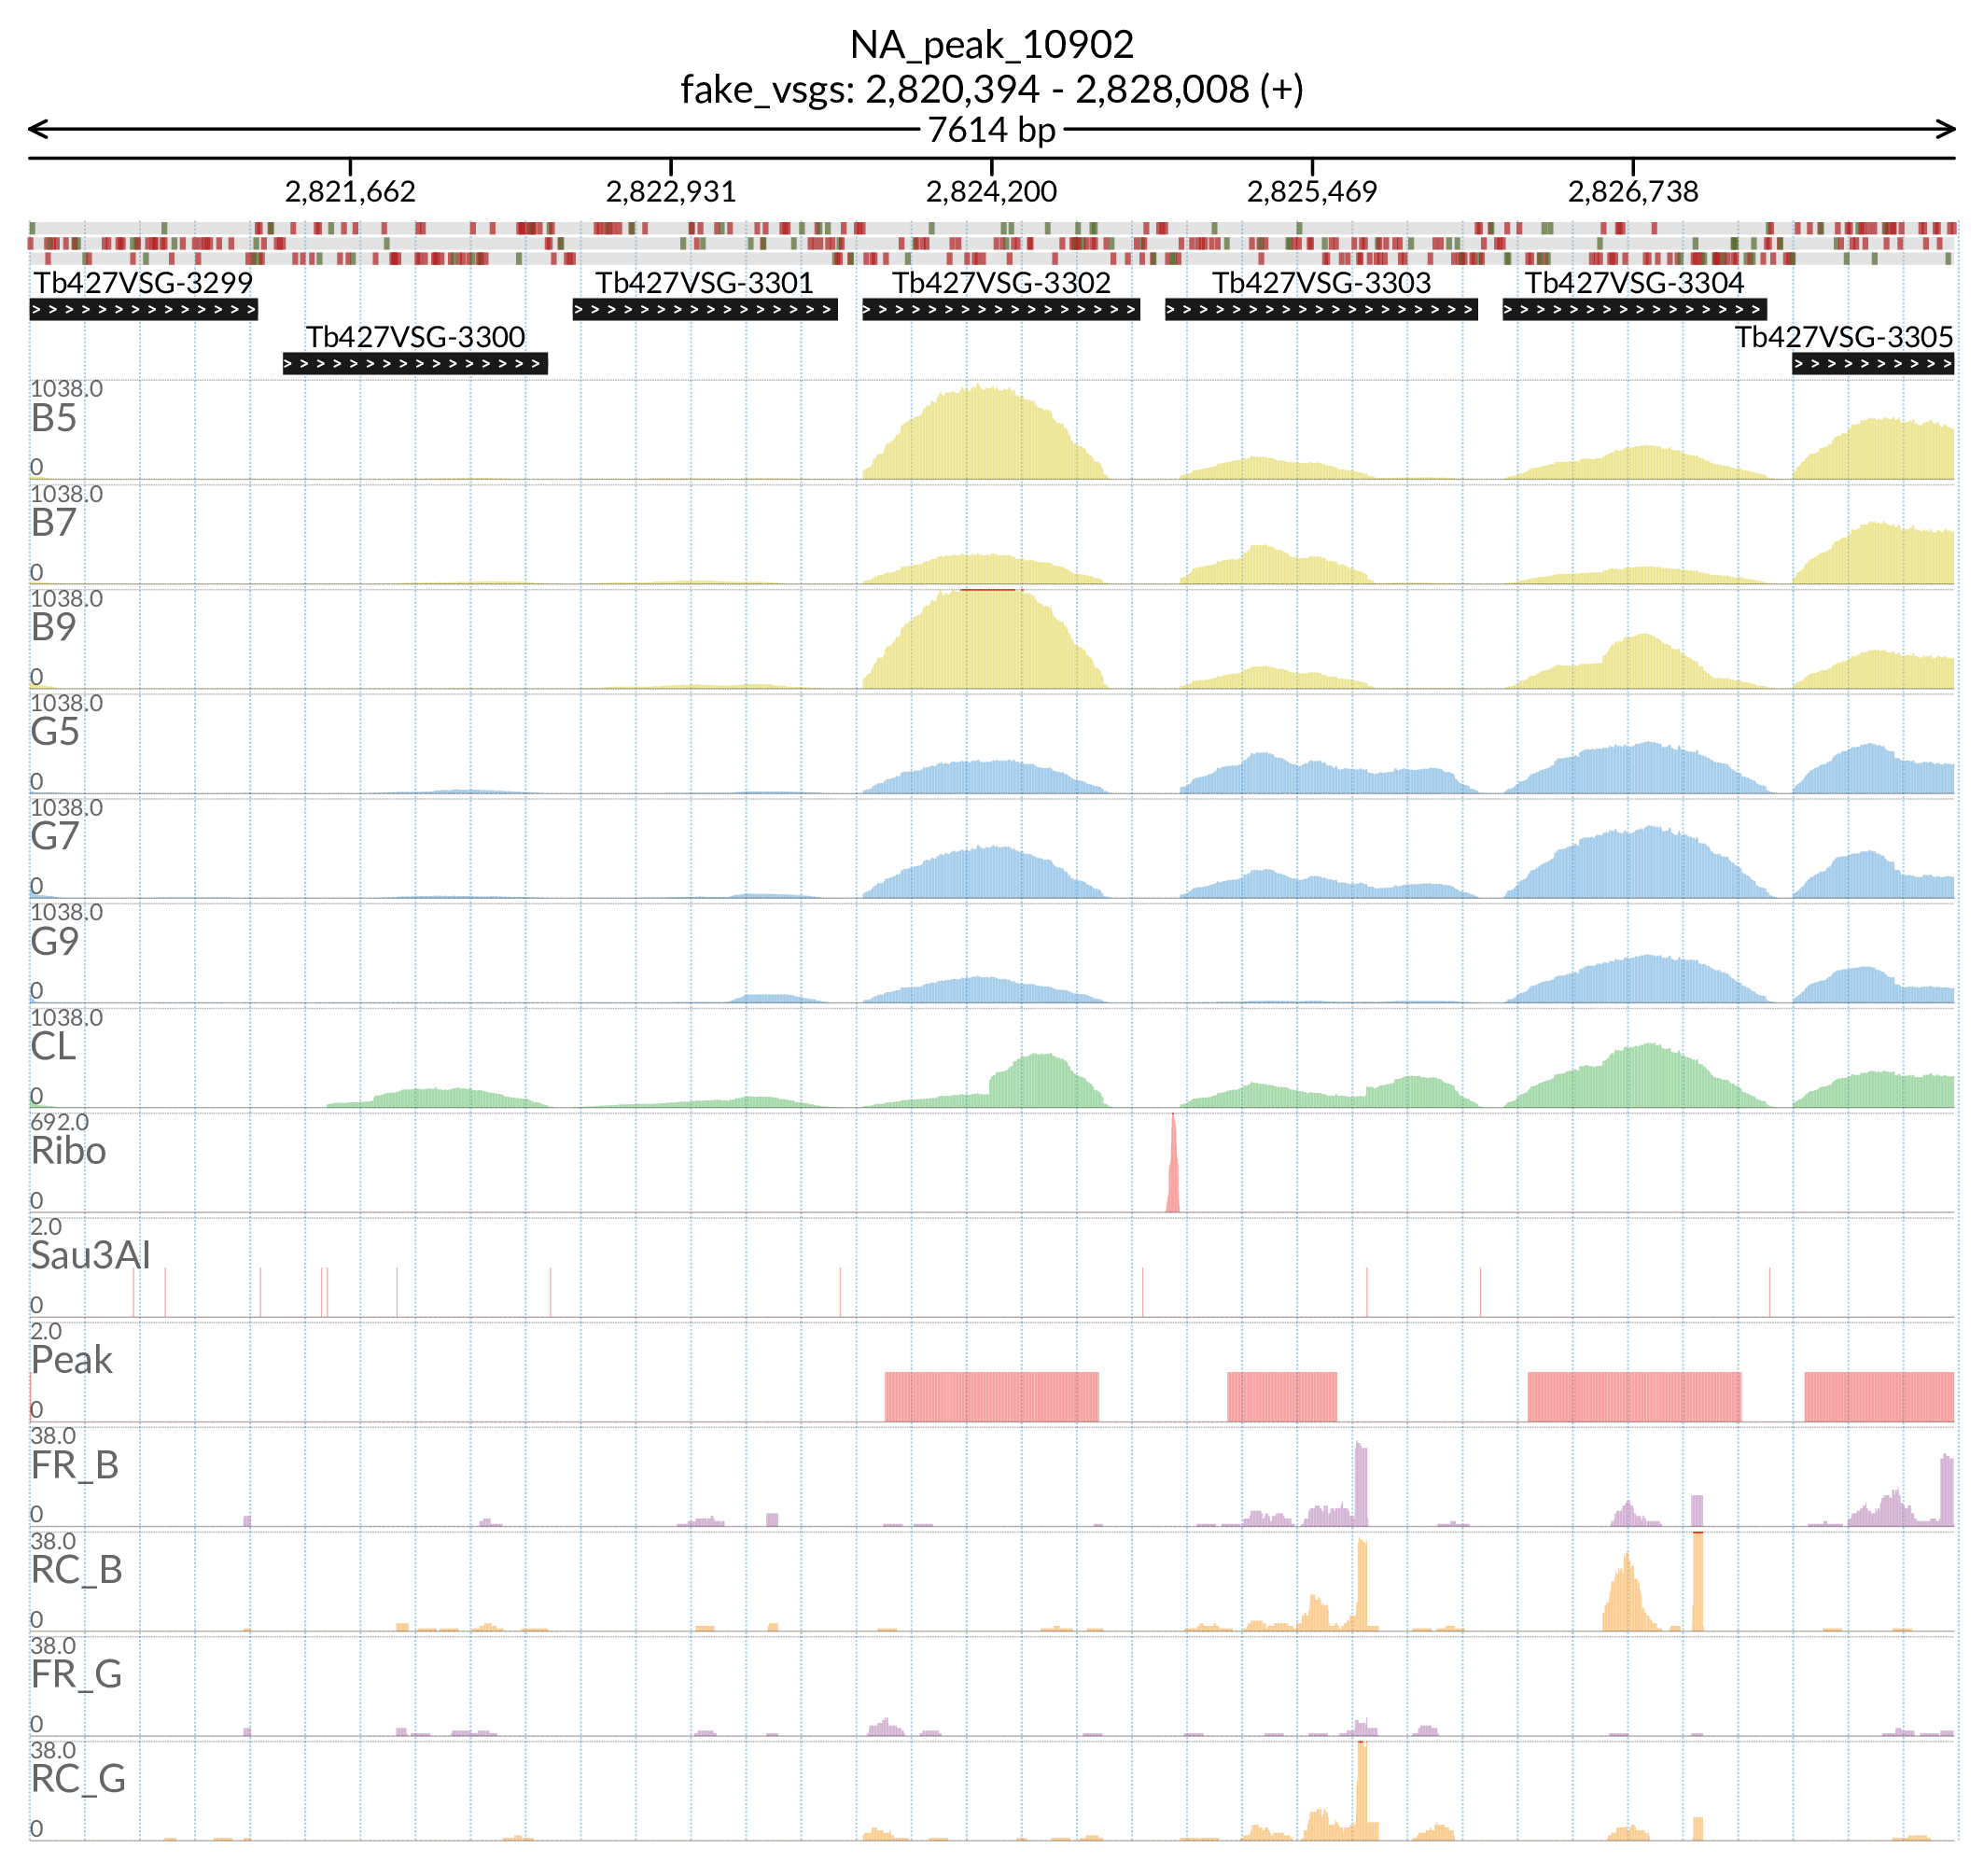 NA_peak_10902
fake_vsgs: 2,820,394 - 2,828,008 (+)
7614 bp
2,821,662 2,822,931 2,824,200 2,825,469 2,826,738
Tb427VSG-3299 Tb427VSG-3301 Tb427VSG-3302 Tb427VSG-3303 Tb427VSG-3304
Tb427VSG-3300 Tb427VSG-3305
1038.0
B5
0
1038.0
B7
0
1038.0
B9
0
1038.0
G5
0
1038.0
G7
0
1038.0
G9
0
1038.0
CL
0
692.0
Ribo
0
2.0
Sau3AI
0
2.0
Peak
0
38.0
FR_B
0
38.0
RC_B
0
38.0
FR_G
0
38.0
RC_G
0